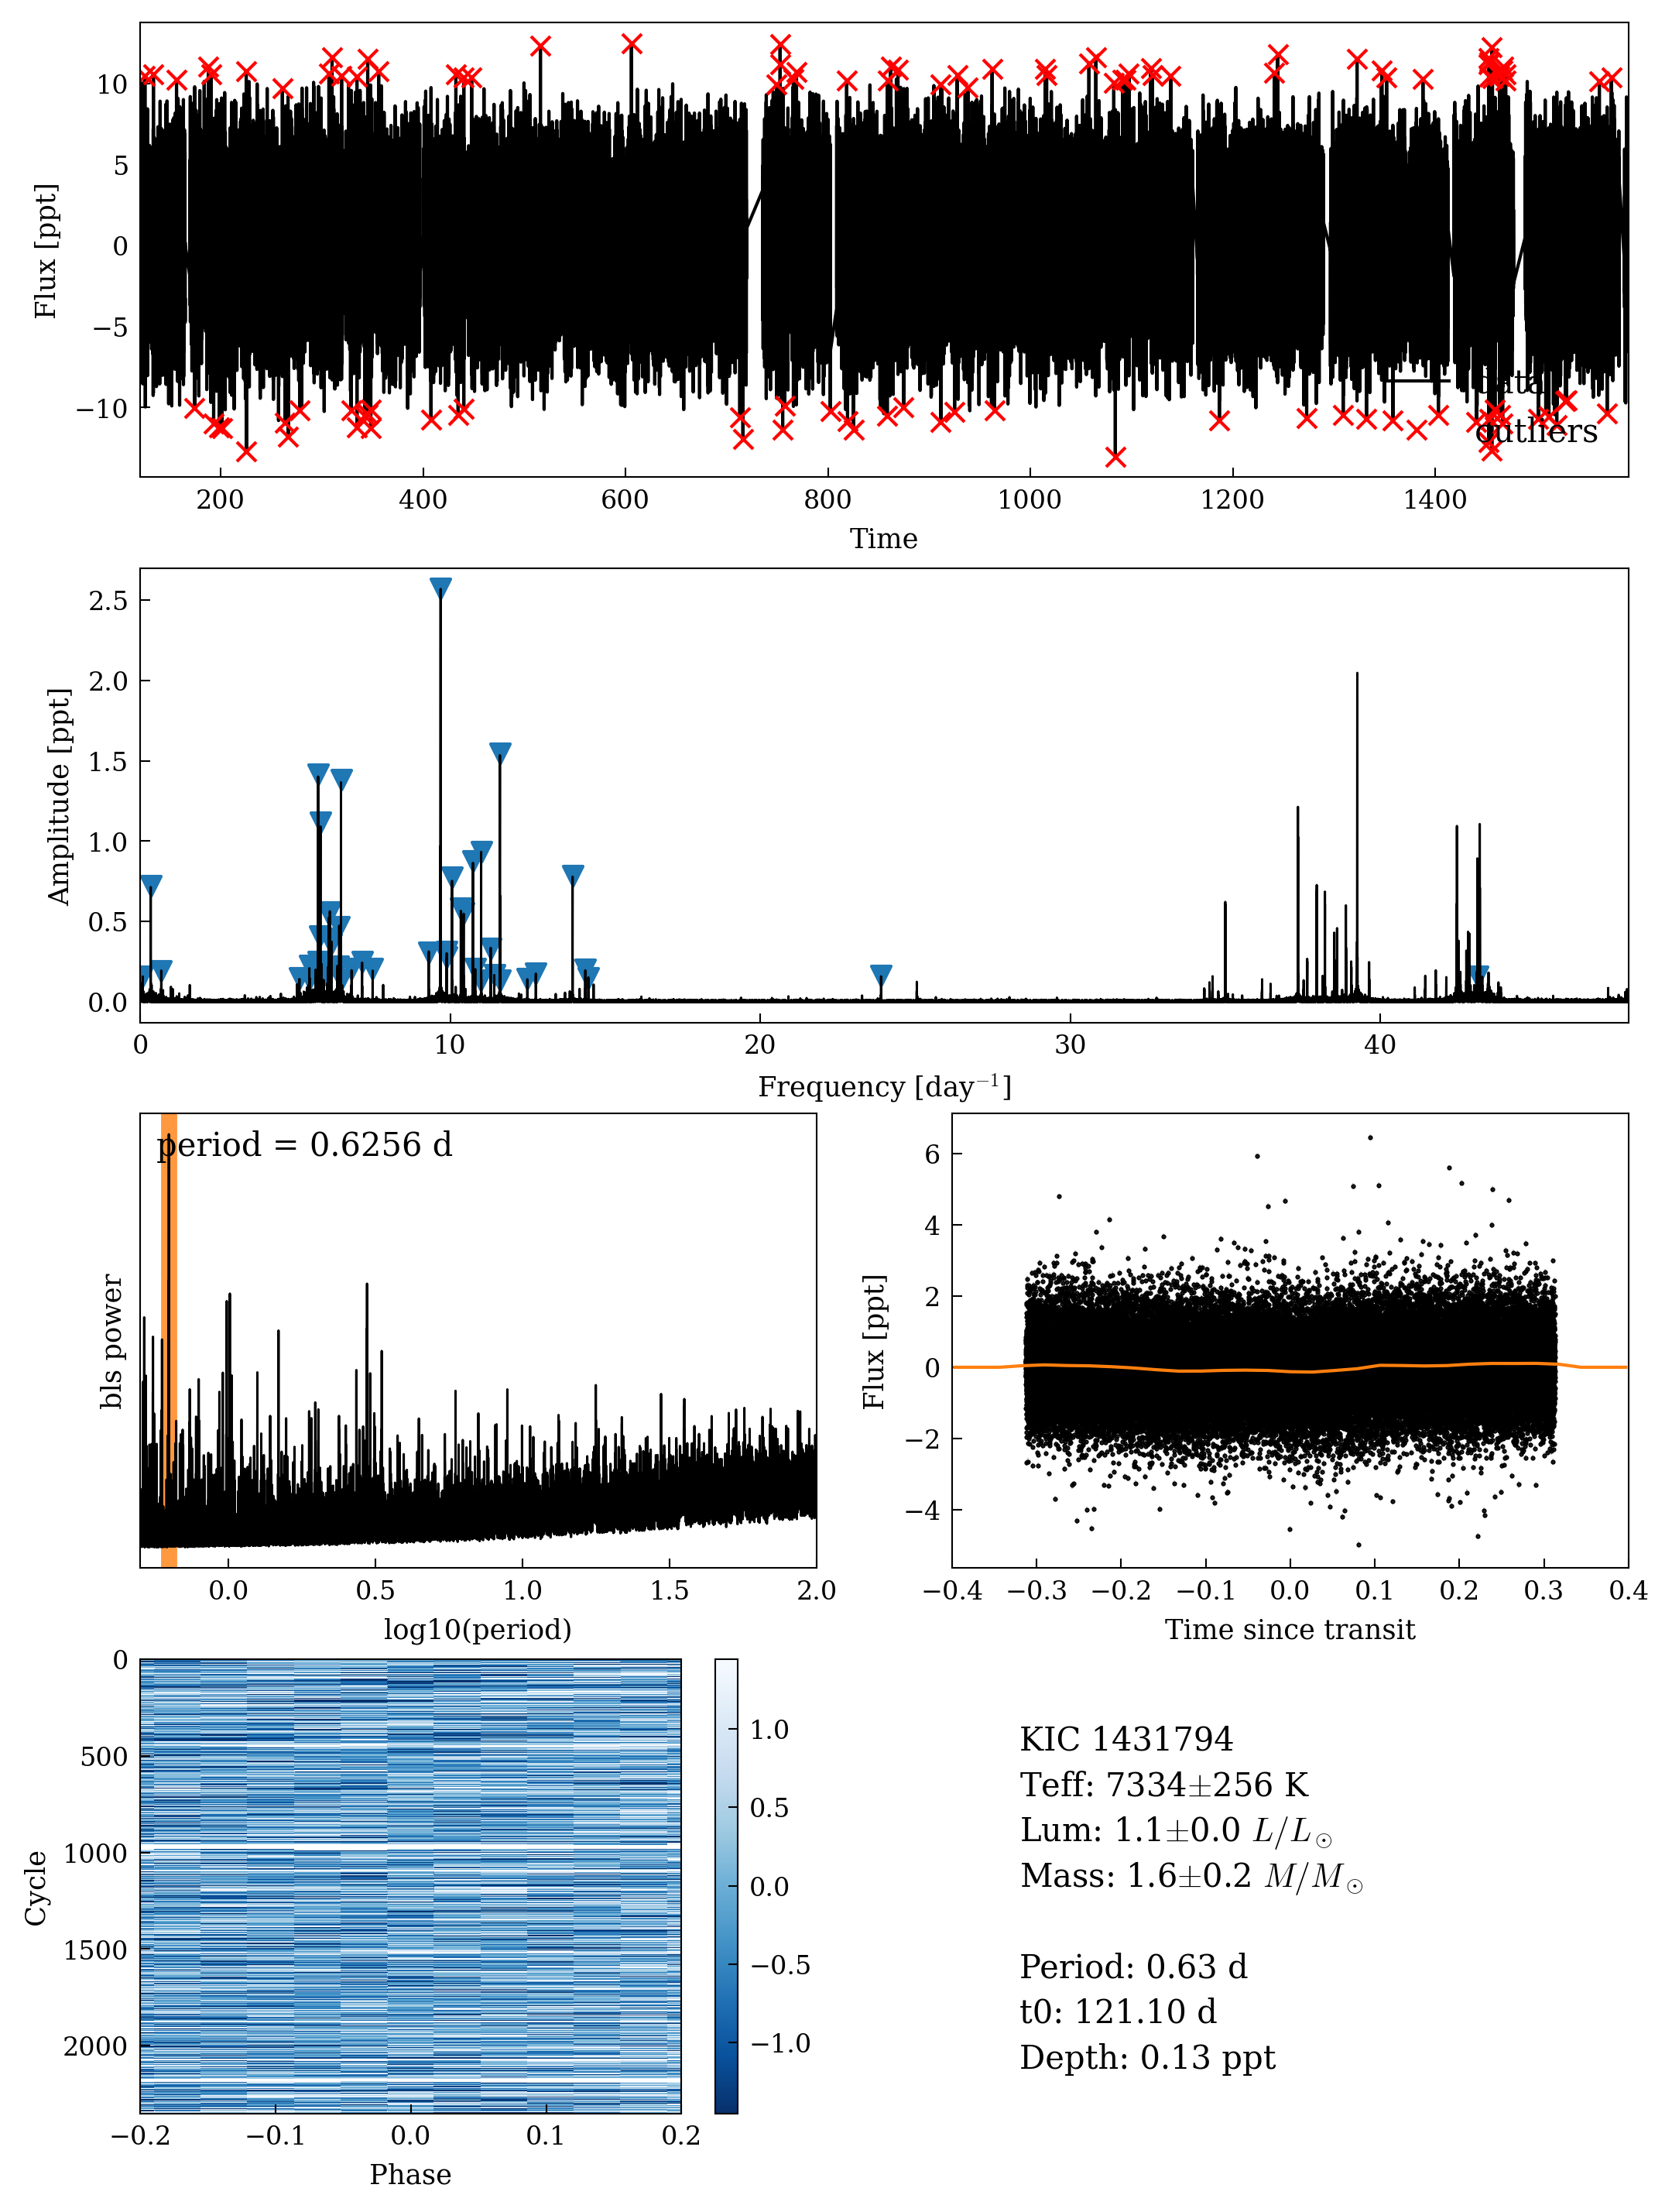 10
5
0
−5
−10
Flux [ppt]
data
outliers
200 400 600 800 1000 1200 1400
Time
2.5
2.0
1.5
1.0
0.5
0.0
Amplitude [ppt]
0 10 20 30 40
Frequency [day⁻¹]
period = 0.6256 d
bls power
0.0 0.5 1.0 1.5 2.0
log10(period)
6
4
2
0
−2
−4
Flux [ppt]
−0.4 −0.3 −0.2 −0.1 0.0 0.1 0.2 0.3 0.4
Time since transit
0
500
1000
1500
2000
Cycle
−0.2 −0.1 0.0 0.1 0.2
Phase
1.0
0.5
0.0
−0.5
−1.0
KIC 1431794
Teff: 7334±256 K
Lum: 1.1±0.0 L/L⊙
Mass: 1.6±0.2 M/M⊙
Period: 0.63 d
t0: 121.10 d
Depth: 0.13 ppt